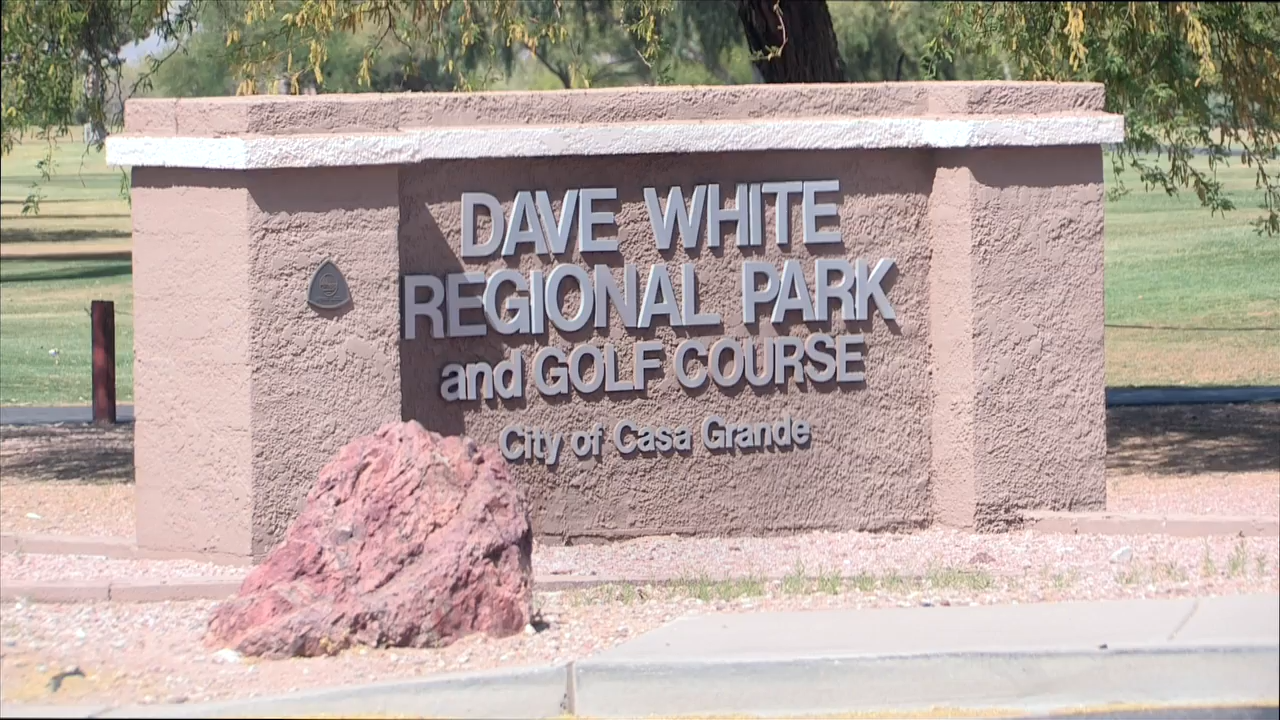 DAVE WHITE
REGIONAL PARK
and GOLF COURSE
City of Casa Grande